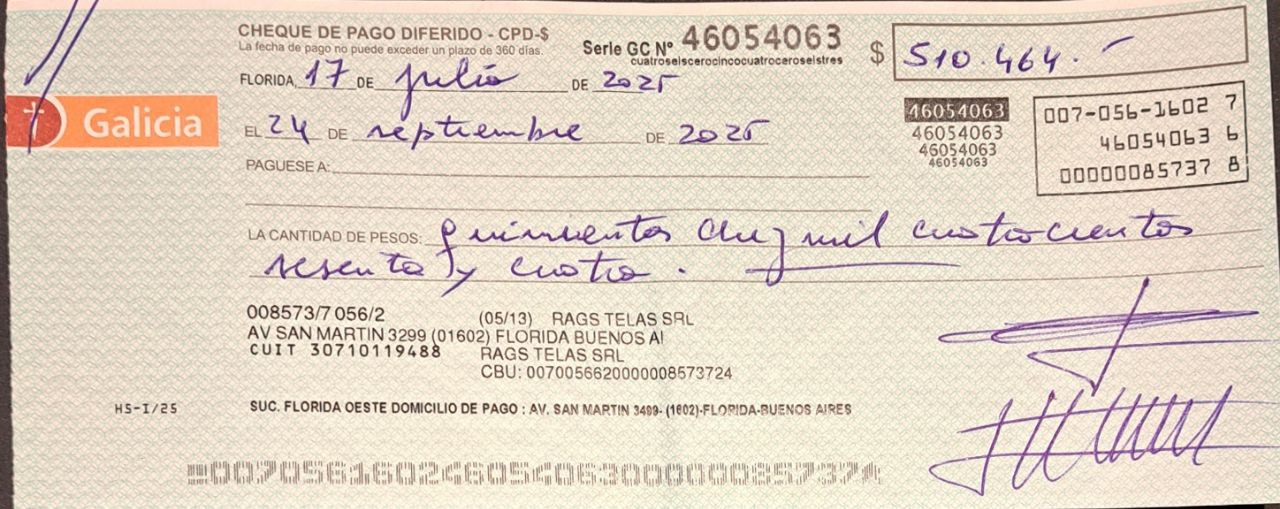 CHEQUE DE PAGO DIFERIDO - CPD-$
La fecha de pago no puede exceder un plazo de 360 días.
Serie GC Nº 46054063
cuatroseiscerocincocuatroceroseistres
$ 510.464.-
FLORIDA, 17 DE julio DE 2025
Galicia
EL 24 DE septiembre DE 2025
46054063
46054063
46054063
46054063
007-056-1602 7
46054063 6
00000085737 8
PAGUESE A:
LA CANTIDAD DE PESOS: quinientos diez mil cuatrocientos
sesenta y cuatro.
008573/7 056/2 (05/13) RAGS TELAS SRL
AV SAN MARTIN 3299 (01602) FLORIDA BUENOS AI
CUIT 30710119488 RAGS TELAS SRL
CBU: 0070056620000008573724
HS-I/25
SUC. FLORIDA OESTE DOMICILIO DE PAGO : AV. SAN MARTIN 3499- (1602)-FLORIDA-BUENOS AIRES